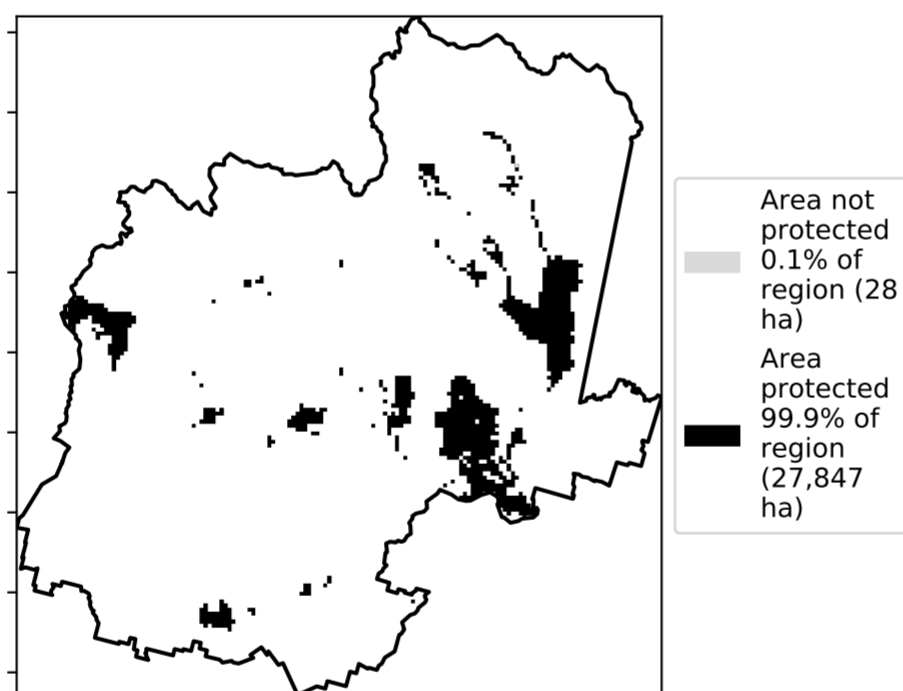 Area not
protected
0.1% of
region (28
ha)
Area
protected
99.9% of
region
(27,847
ha)